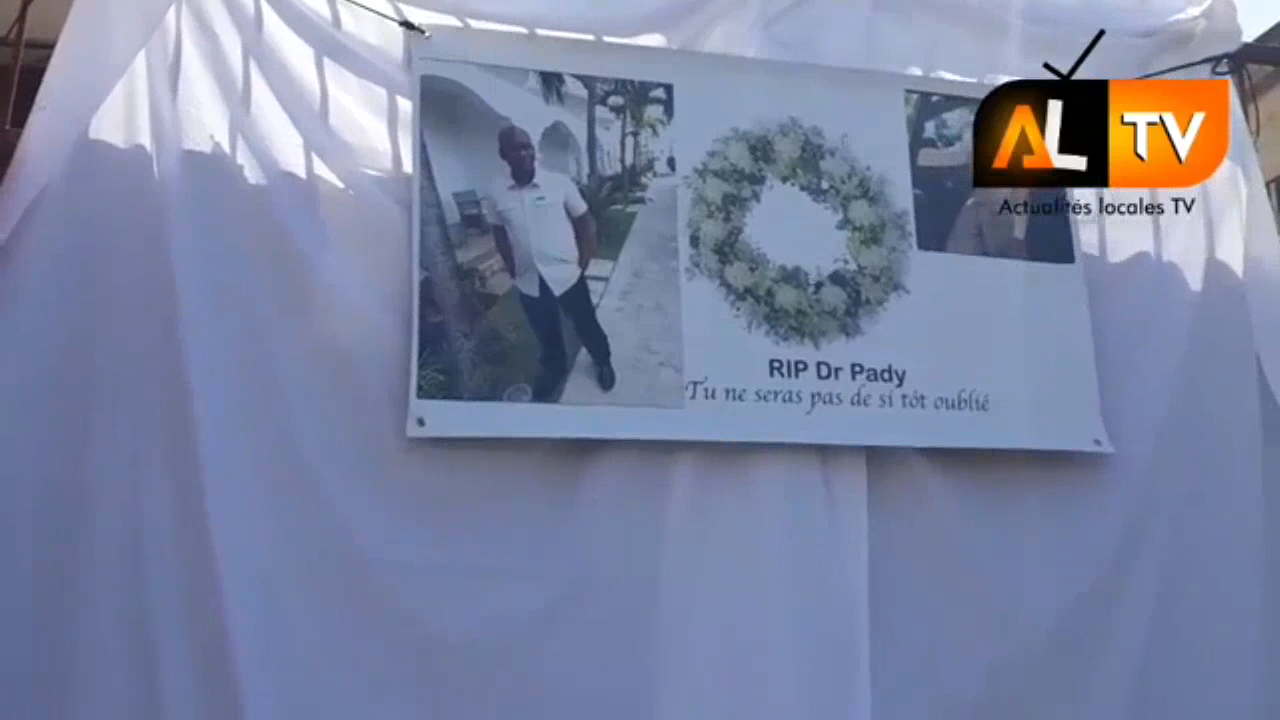 AL TV
Actualités locales TV
RIP Dr Pady
Tu ne seras pas de si tôt oublié